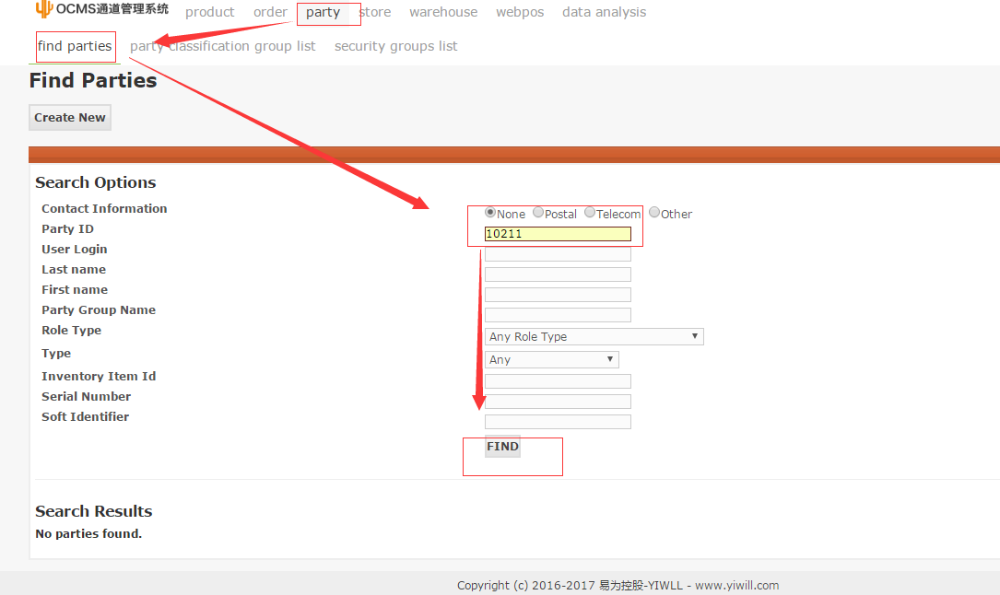 OCMS通道管理系统 product order party store warehouse webpos data analysis
find parties party classification group list security groups list
Find Parties
Create New
Search Options
Contact Information None Postal Telecom Other
Party ID 10211
User Login
Last name
First name
Party Group Name
Role Type Any Role Type
Type Any
Inventory Item Id
Serial Number
Soft Identifier
FIND
Search Results
No parties found.
Copyright (c) 2016-2017 易为控股-YIWLL - www.yiwill.com